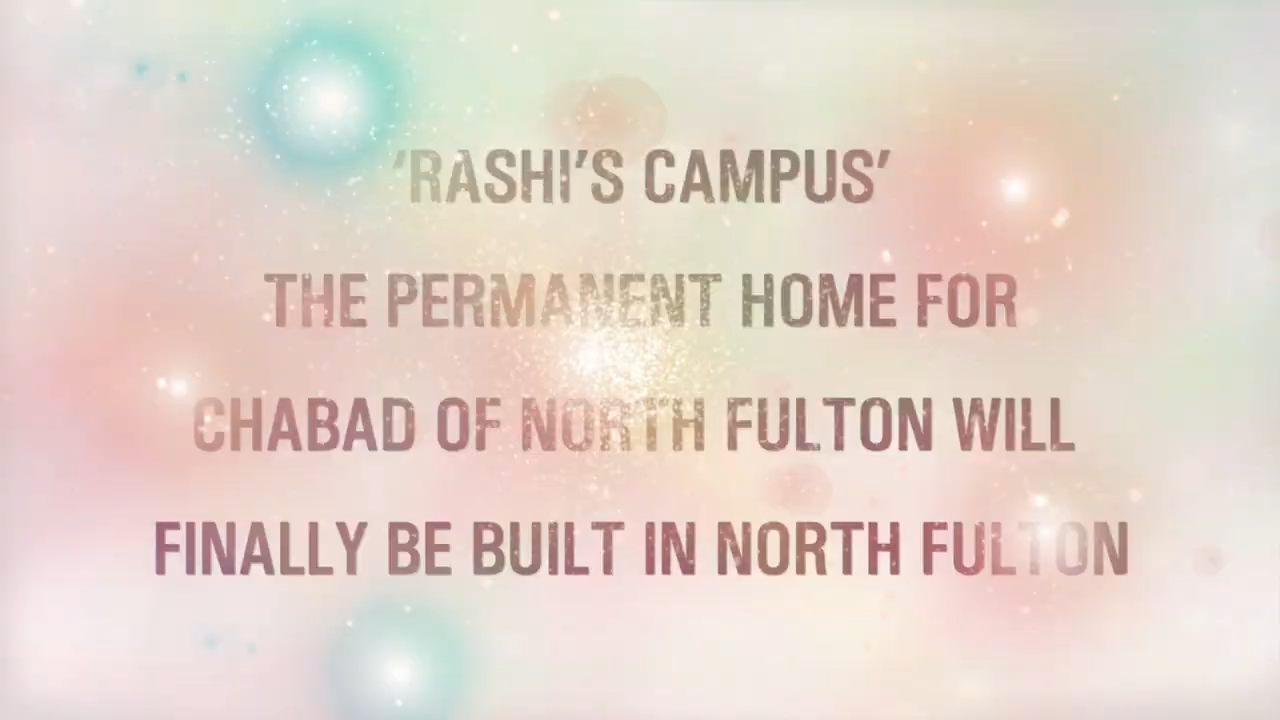 'RASHI'S CAMPUS'
THE PERMANENT HOME FOR
CHABAD OF NORTH FULTON WILL
FINALLY BE BUILT IN NORTH FULTON